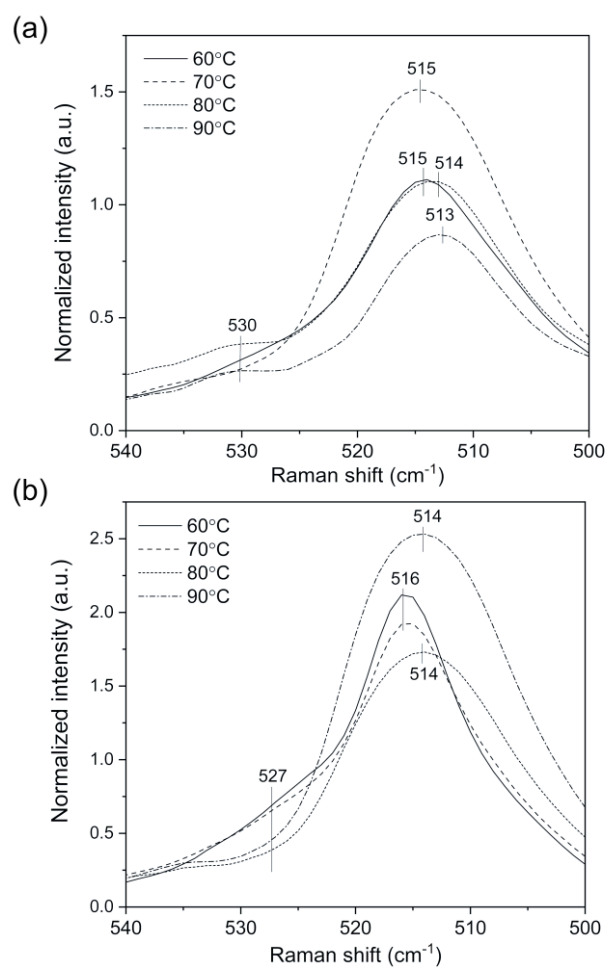 (a)
60°C
70°C
80°C
90°C
515
515 514
513
530
Normalized intensity (a.u.)
1.5
1.0
0.5
0.0
540 530 520 510 500
Raman shift (cm⁻¹)
(b)
60°C
70°C
80°C
90°C
514
516
514
527
Normalized intensity (a.u.)
2.5
2.0
1.5
1.0
0.5
0.0
540 530 520 510 500
Raman shift (cm⁻¹)